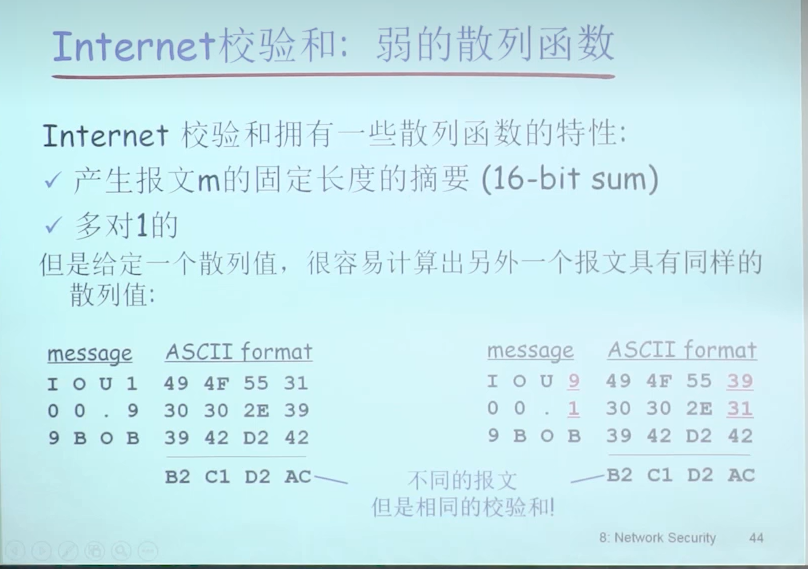 Internet校验和: 弱的散列函数
Internet 校验和拥有一些散列函数的特性:
✓ 产生报文m的固定长度的摘要 (16-bit sum)
✓ 多对1的
但是给定一个散列值，很容易计算出另外一个报文具有同样的
散列值:
message ASCII format message ASCII format
I O U 1 49 4F 55 31 I O U 9 49 4F 55 39
0 0 . 9 30 30 2E 39 0 0 . 1 30 30 2E 31
9 B O B 39 42 D2 42 9 B O B 39 42 D2 42
B2 C1 D2 AC 不同的报文 B2 C1 D2 AC
但是相同的校验和!
8: Network Security 44